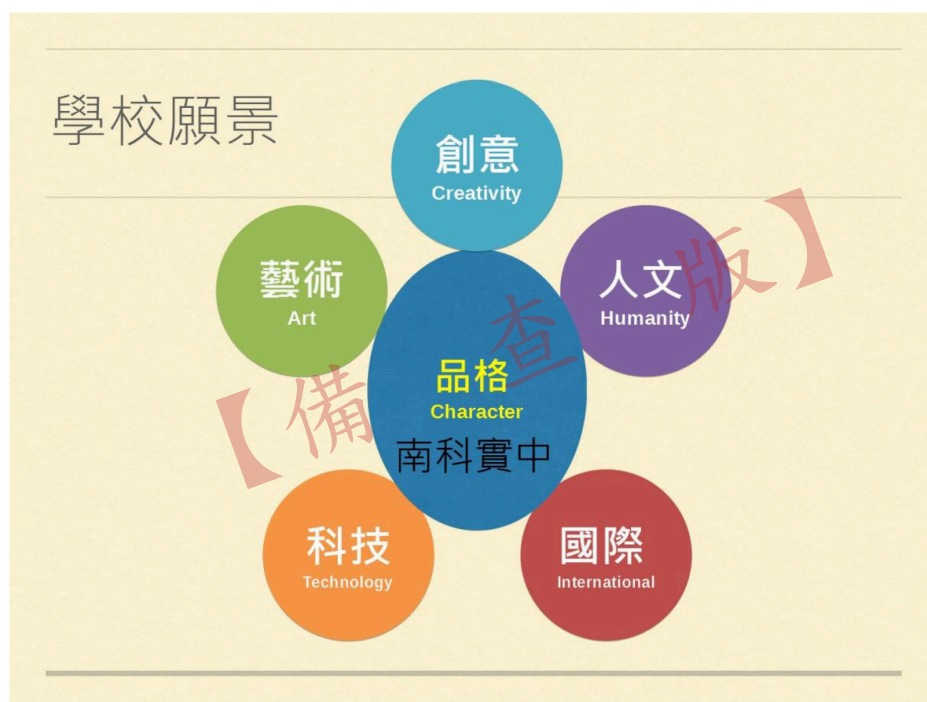 學校願景
創意
Creativity
藝術
Art
人文
Humanity
品格
Character
南科實中
科技
Technology
國際
International
【備查版】